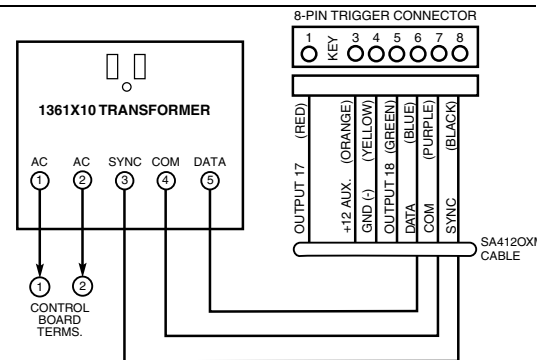 8-PIN TRIGGER CONNECTOR
1 KEY 3 4 5 6 7 8
1361X10 TRANSFORMER
AC AC SYNC COM DATA
1 2 3 4 5
(RED) (ORANGE) (YELLOW) (GREEN) (BLUE) (PURPLE) (BLACK)
OUTPUT 17 +12 AUX. GND (-) OUTPUT 18 DATA COM SYNC
SA412OXM
CABLE
1 2
CONTROL
BOARD
TERMS.